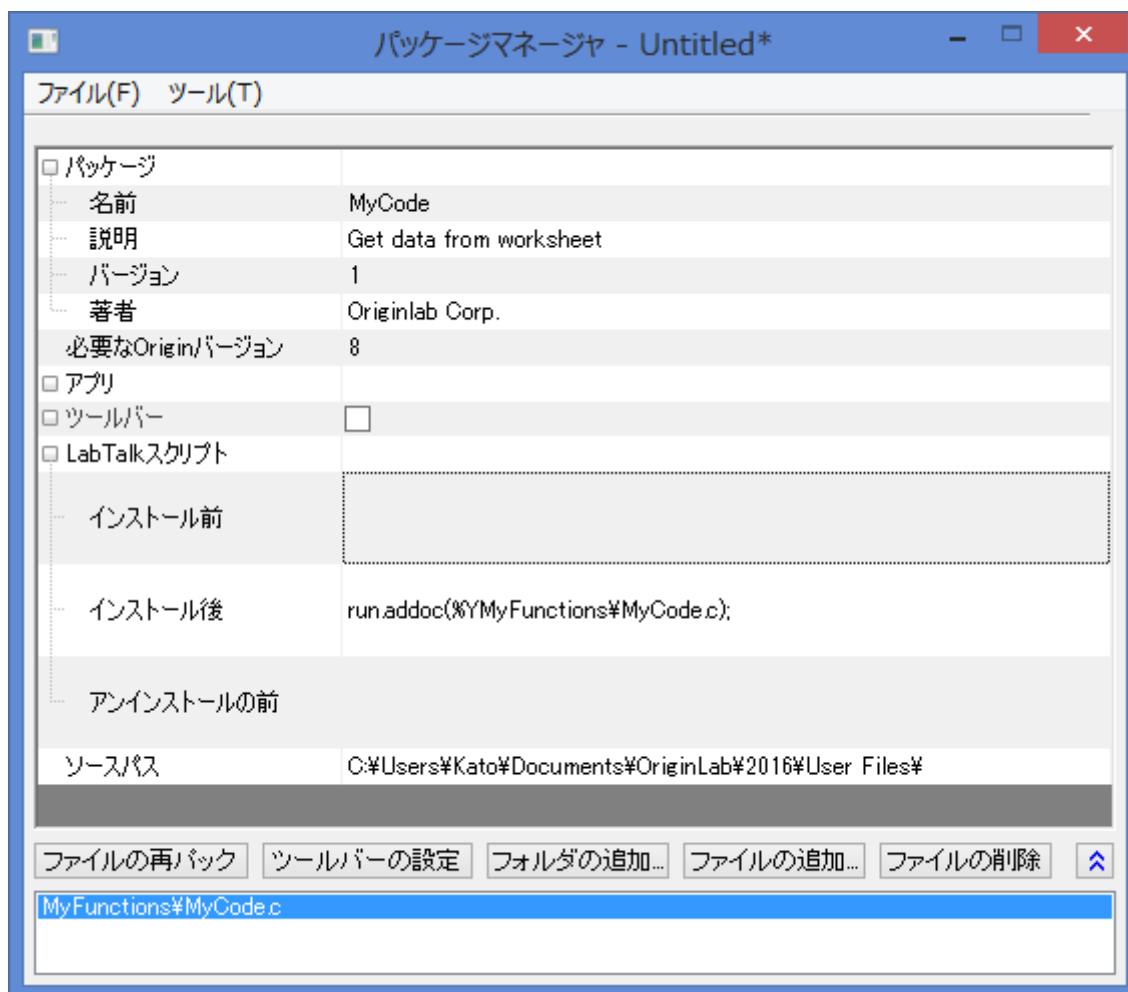 パッケージマネージャ - Untitled*
ファイル(F) ツール(T)
パッケージ
名前 MyCode
説明 Get data from worksheet
バージョン 1
著者 Originlab Corp.
必要なOriginバージョン 8
アプリ
ツールバー
LabTalkスクリプト
インストール前
インストール後 run.addoc(%YMyFunctions¥MyCode.c);
アンインストールの前
ソースパス C:¥Users¥Kato¥Documents¥OriginLab¥2016¥User Files¥
ファイルの再パック ツールバーの設定 フォルダの追加... ファイルの追加... ファイルの削除
MyFunctions¥MyCode.c